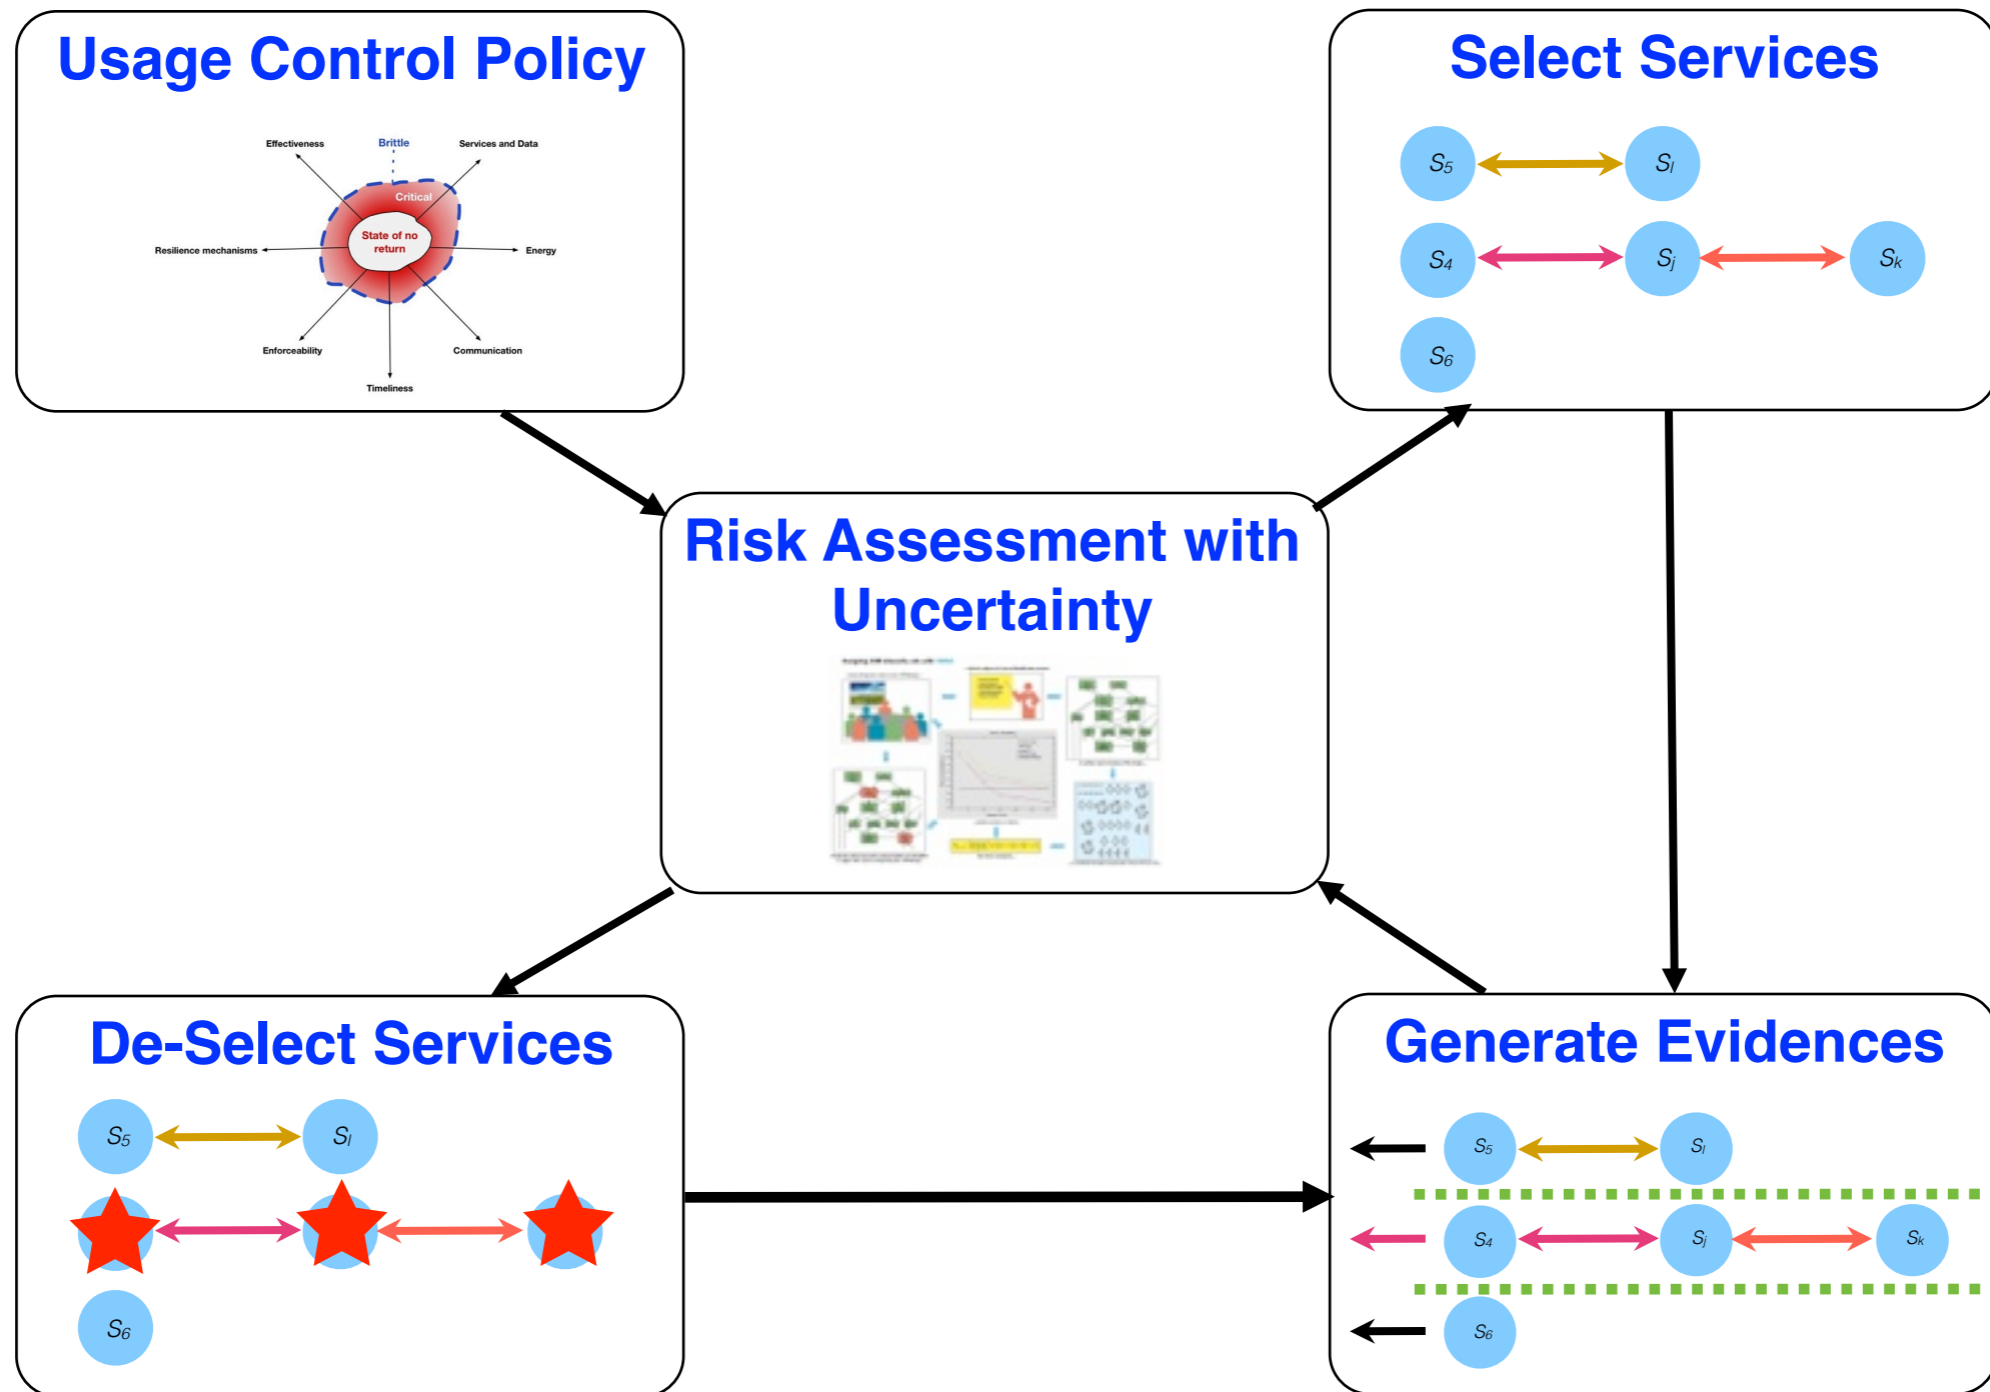 Usage Control Policy
Effectiveness
Brittle
Services and Data
Critical
State of no
return
Resilience mechanisms
Energy
Enforceability
Communication
Timeliness
Select Services
S5
Sl
S4
Sj
Sk
S6
Risk Assessment with
Uncertainty
De-Select Services
S5
Sl
S6
Generate Evidences
S5
Sl
S4
Sj
Sk
S6